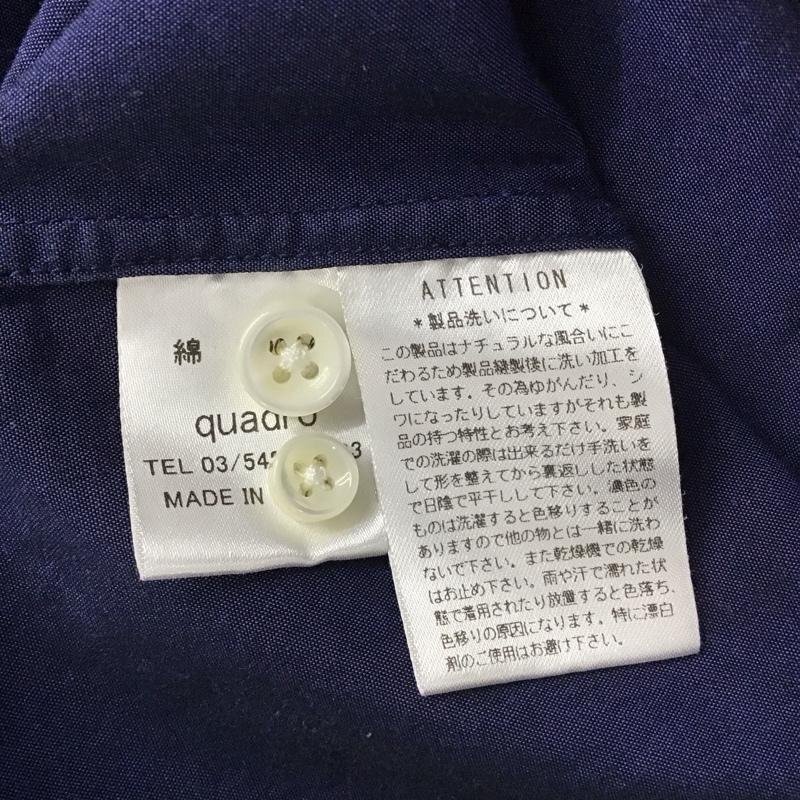 綿
quadro
TEL 03/54
3
MADE IN
ATTENTION
*製品洗いについて*
この製品はナチュラルな風合いにこ
だわるため製品縫製後に洗い加工を
しています。その為ゆがんだり、シ
ワになったりしていますがそれも製
品の持つ特性とお考え下さい。家庭
での洗濯の際は出来るだけ手洗いを
して形を整えてから裏返しした状態
で日陰で平干しして下さい。濃色の
ものは洗濯すると色移りすることが
ありますので他の物とは一緒に洗わ
ないで下さい。また乾燥機での乾燥
はお止め下さい。雨や汗で濡れた状
態で着用されたり放置すると色落ち、
色移りの原因になります。特に漂白
剤のご使用はお避け下さい。